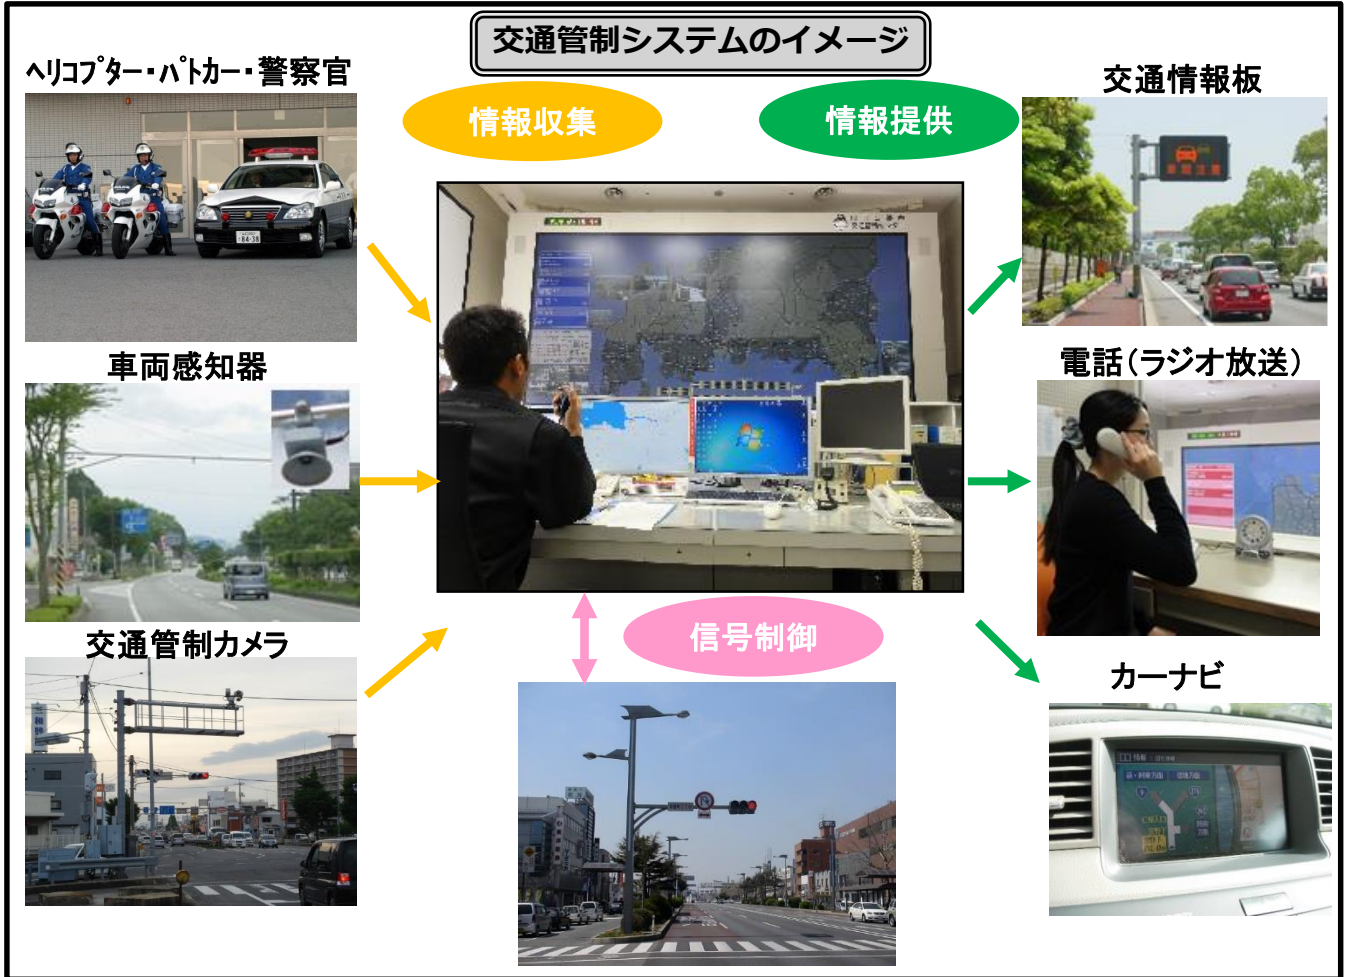 交通管制システムのイメージ
ヘリコプター・パトカー・警察官
情報収集
情報提供
交通情報板
車両感知器
電話(ラジオ放送)
交通管制カメラ
信号制御
カーナビ